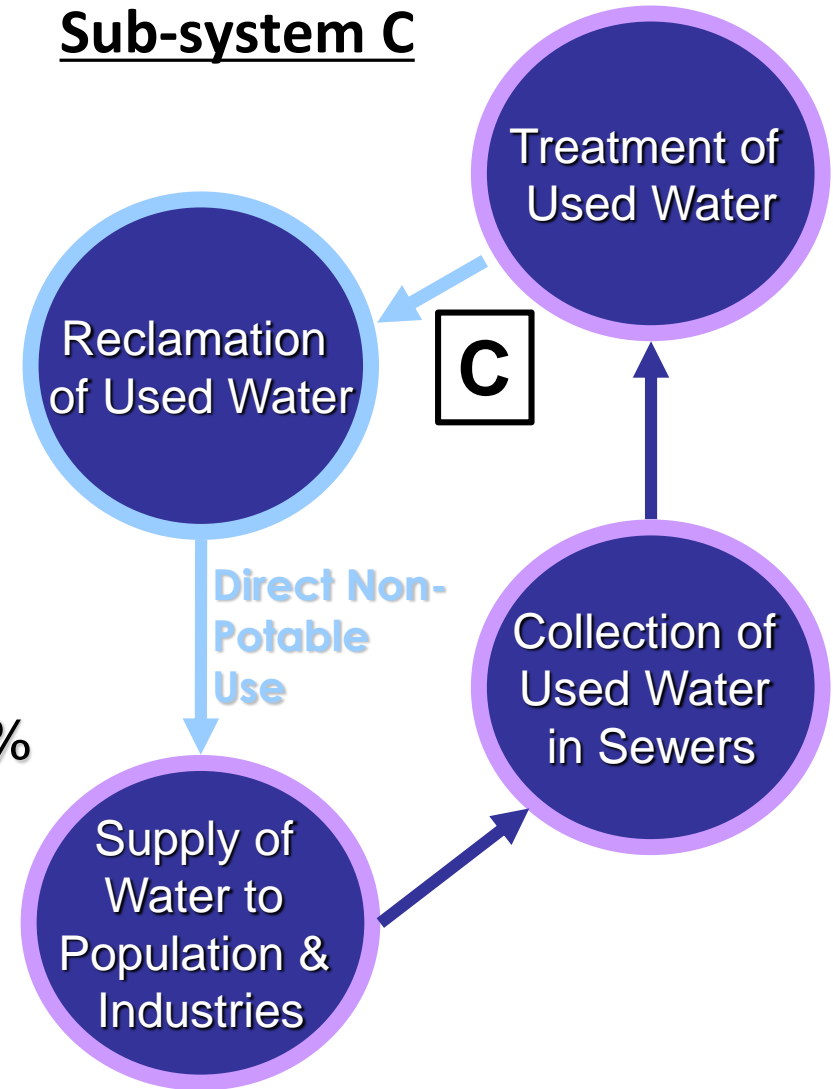 Sub-system C
Treatment of
Used Water
Reclamation
of Used Water
C
Direct Non-
Potable
Use
Collection of
Used Water
in Sewers
%
Supply of
Water to
Population &
Industries